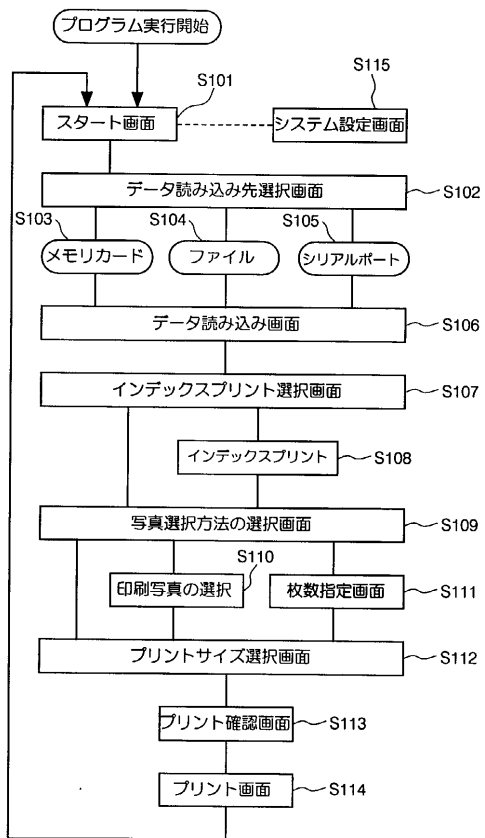 プログラム実行開始
S101
S115
スタート画面
システム設定画面
データ読み込み先選択画面
S102
S103
S104
S105
メモリカード
ファイル
シリアルポート
データ読み込み画面
S106
インデックスプリント選択画面
S107
インデックスプリント
S108
写真選択方法の選択画面
S109
S110
印刷写真の選択
枚数指定画面
S111
プリントサイズ選択画面
S112
プリント確認画面
S113
プリント画面
S114